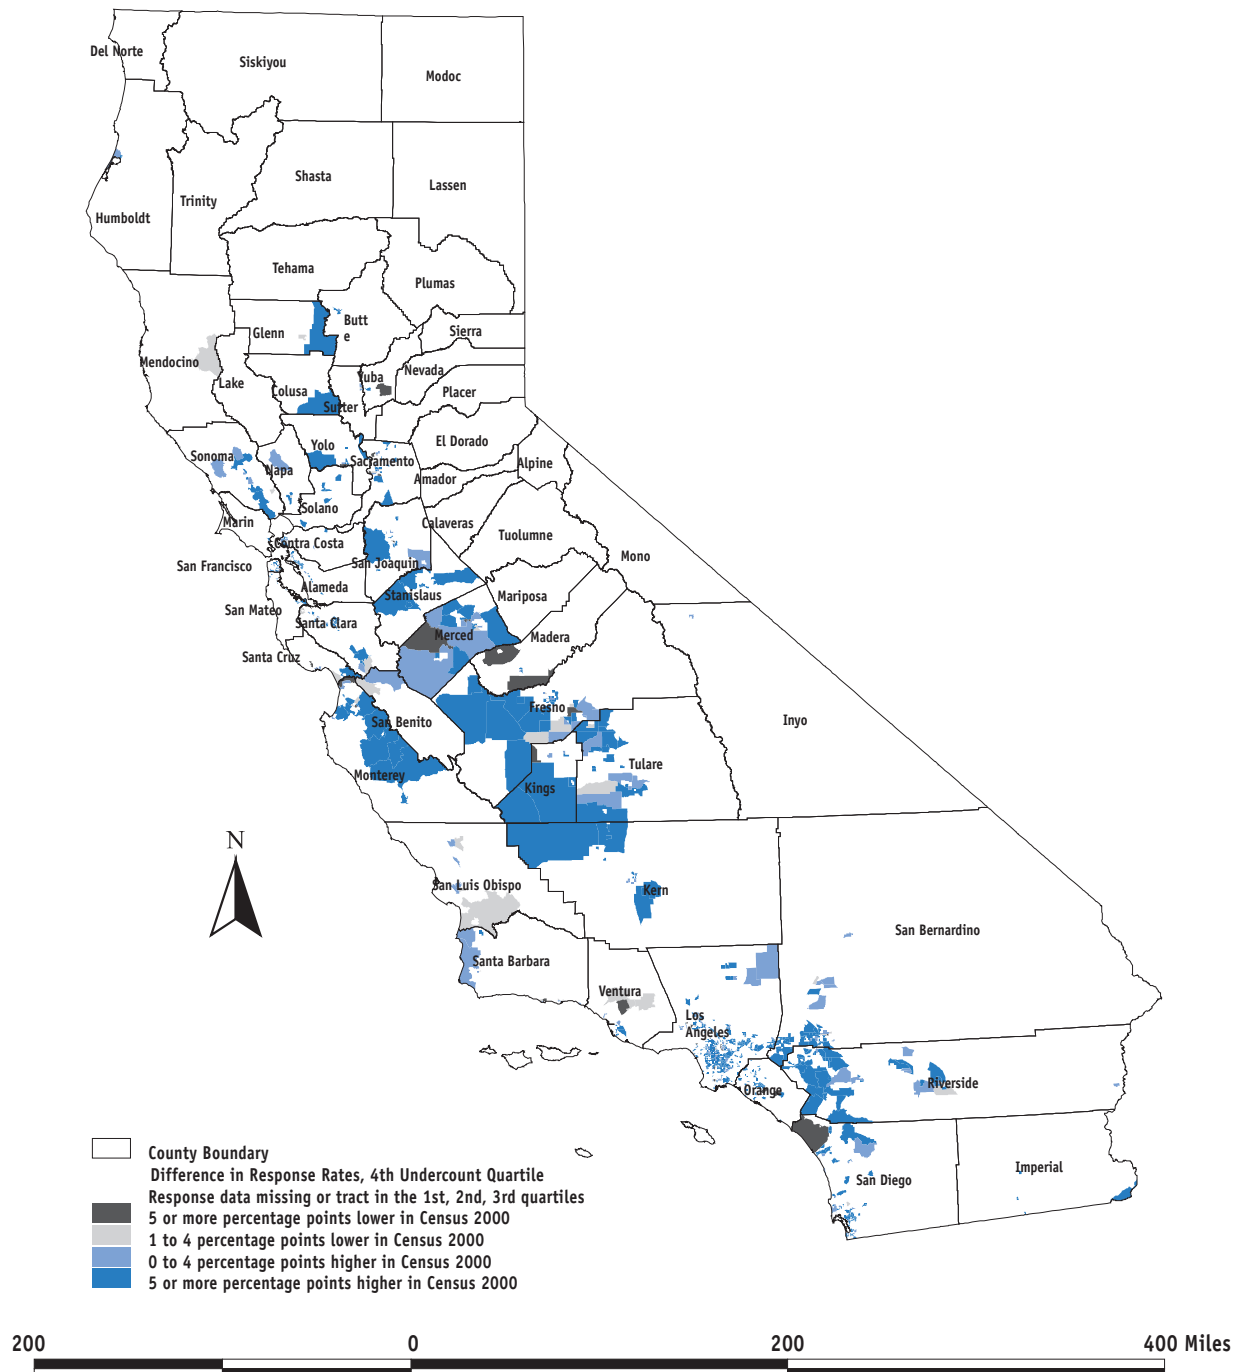 Del Norte
Siskiyou
Modoc
Shasta
Lassen
Trinity
Humboldt
Tehama
Plumas
Butt
e
Glenn
Sierra
Mendocino
Lake
Colusa
Yuba
Nevada
Placer
Sutter
El Dorado
Yolo
Sonoma
Napa
Sacramento
Alpine
Amador
Solano
Marin
Calaveras
Tuolumne
Contra Costa
Mono
San Francisco
San Joaquin
Alameda
Stanislaus
Mariposa
San Mateo
Santa Clara
Merced
Madera
Santa Cruz
Fresno
San Benito
Inyo
Tulare
Monterey
Kings
N
San Luis Obispo
Kern
San Bernardino
Santa Barbara
Ventura
Los
Angeles
Orange
Riverside
Imperial
San Diego
County Boundary
Difference in Response Rates, 4th Undercount Quartile
Response data missing or tract in the 1st, 2nd, 3rd quartiles
5 or more percentage points lower in Census 2000
1 to 4 percentage points lower in Census 2000
0 to 4 percentage points higher in Census 2000
5 or more percentage points higher in Census 2000
200 0 200 400 Miles